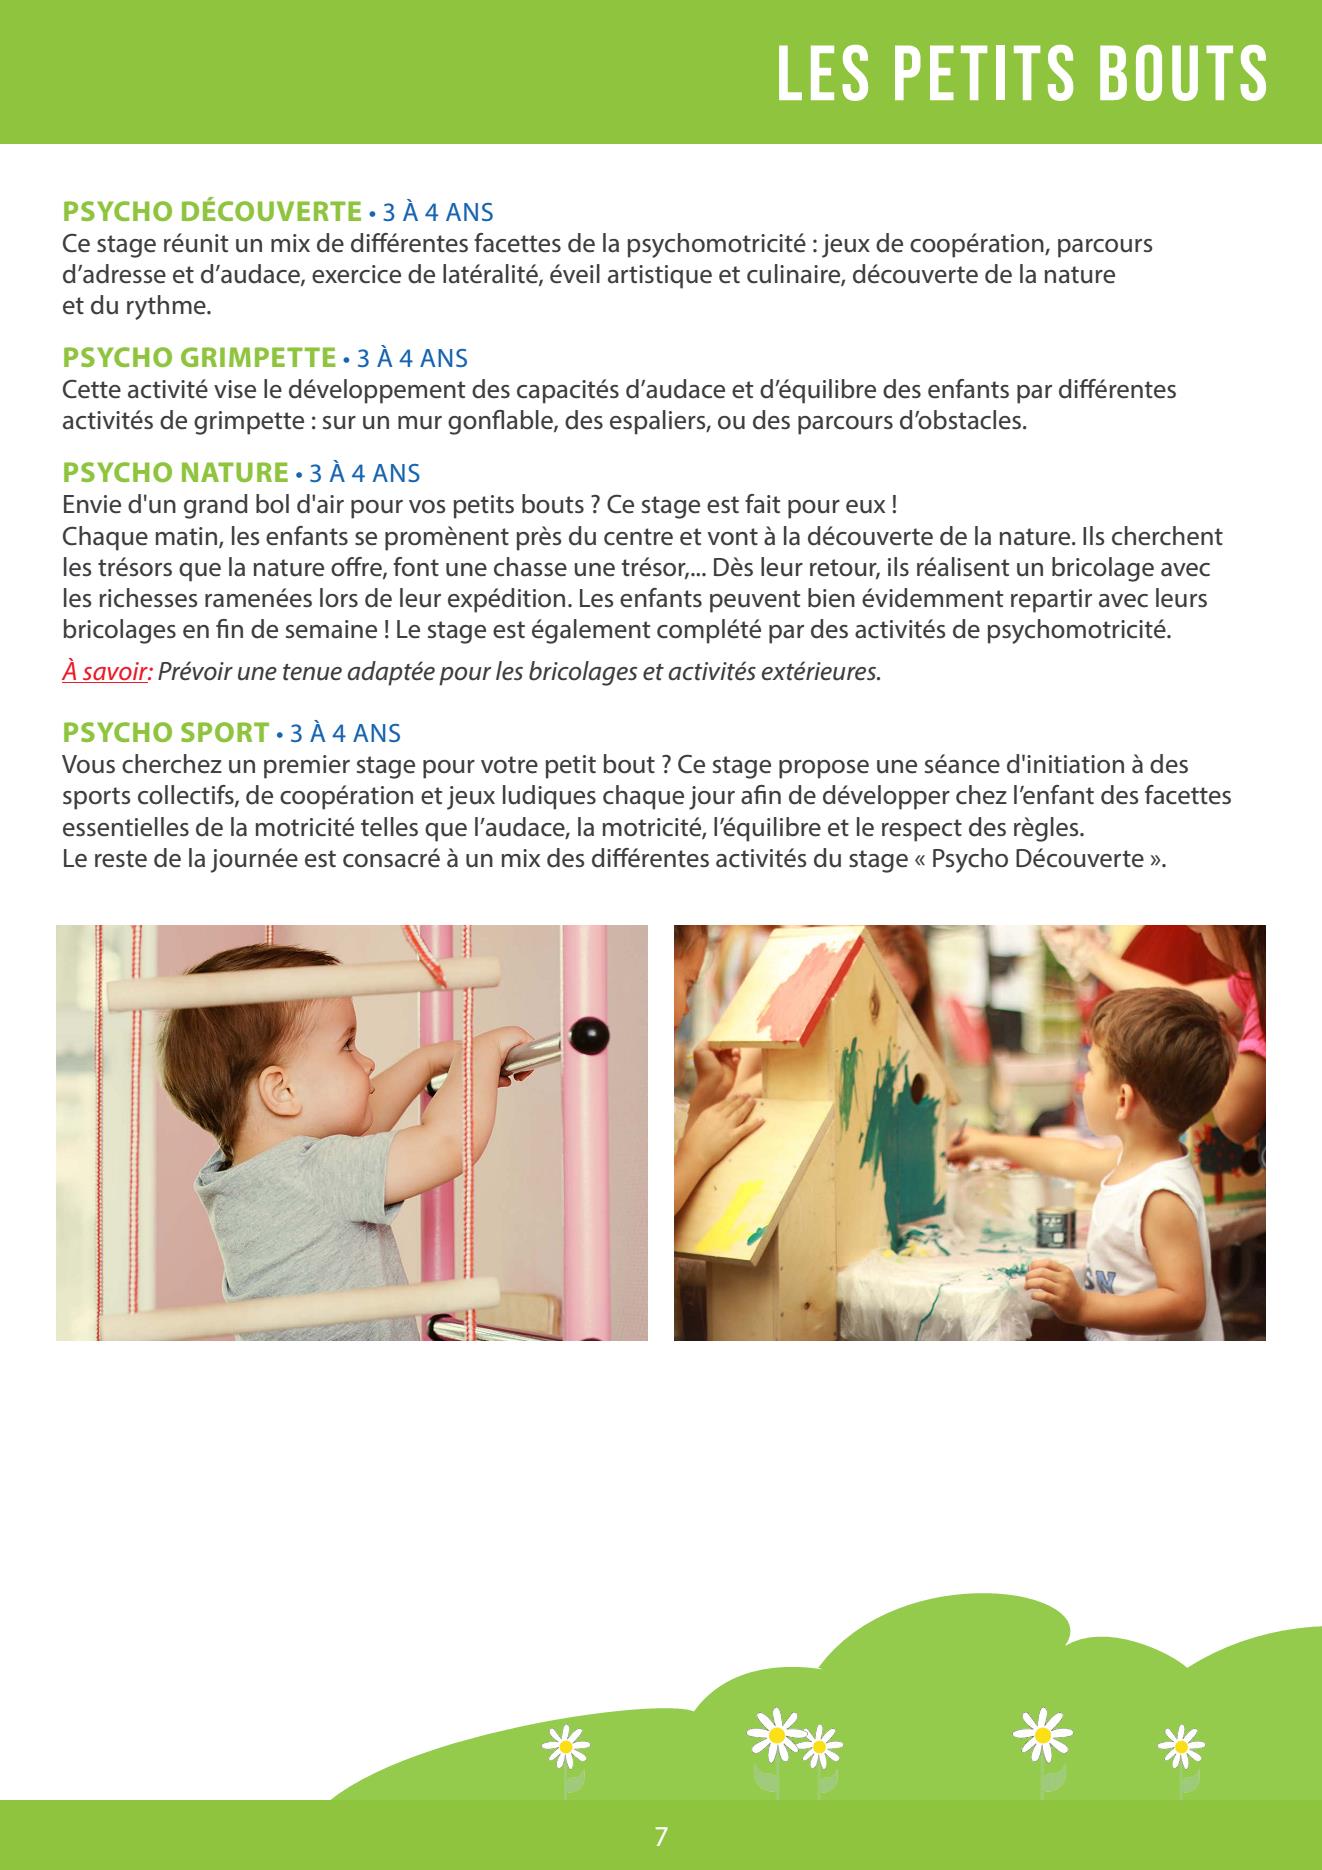 LES PETITS BOUTS
PSYCHO DÉCOUVERTE • 3 À 4 ANS
Ce stage réunit un mix de différentes facettes de la psychomotricité : jeux de coopération, parcours
d’adresse et d’audace, exercice de latéralité, éveil artistique et culinaire, découverte de la nature
et du rythme.
PSYCHO GRIMPETTE • 3 À 4 ANS
Cette activité vise le développement des capacités d’audace et d’équilibre des enfants par différentes
activités de grimpette : sur un mur gonflable, des espaliers, ou des parcours d’obstacles.
PSYCHO NATURE • 3 À 4 ANS
Envie d'un grand bol d'air pour vos petits bouts ? Ce stage est fait pour eux !
Chaque matin, les enfants se promènent près du centre et vont à la découverte de la nature. Ils cherchent
les trésors que la nature offre, font une chasse une trésor,... Dès leur retour, ils réalisent un bricolage avec
les richesses ramenées lors de leur expédition. Les enfants peuvent bien évidemment repartir avec leurs
bricolages en fin de semaine ! Le stage est également complété par des activités de psychomotricité.
À savoir: Prévoir une tenue adaptée pour les bricolages et activités extérieures.
PSYCHO SPORT • 3 À 4 ANS
Vous cherchez un premier stage pour votre petit bout ? Ce stage propose une séance d'initiation à des
sports collectifs, de coopération et jeux ludiques chaque jour afin de développer chez l’enfant des facettes
essentielles de la motricité telles que l’audace, la motricité, l’équilibre et le respect des règles.
Le reste de la journée est consacré à un mix des différentes activités du stage « Psycho Découverte ».
7